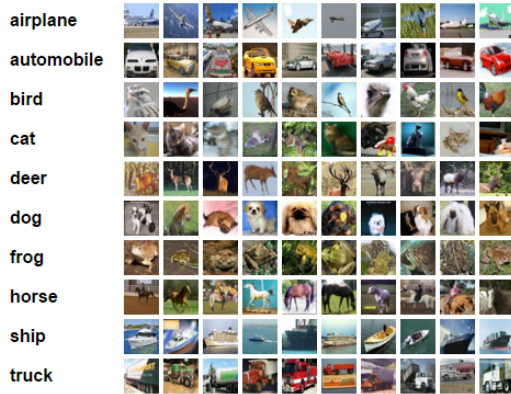 airplane
automobile
bird
cat
deer
dog
frog
horse
ship
truck